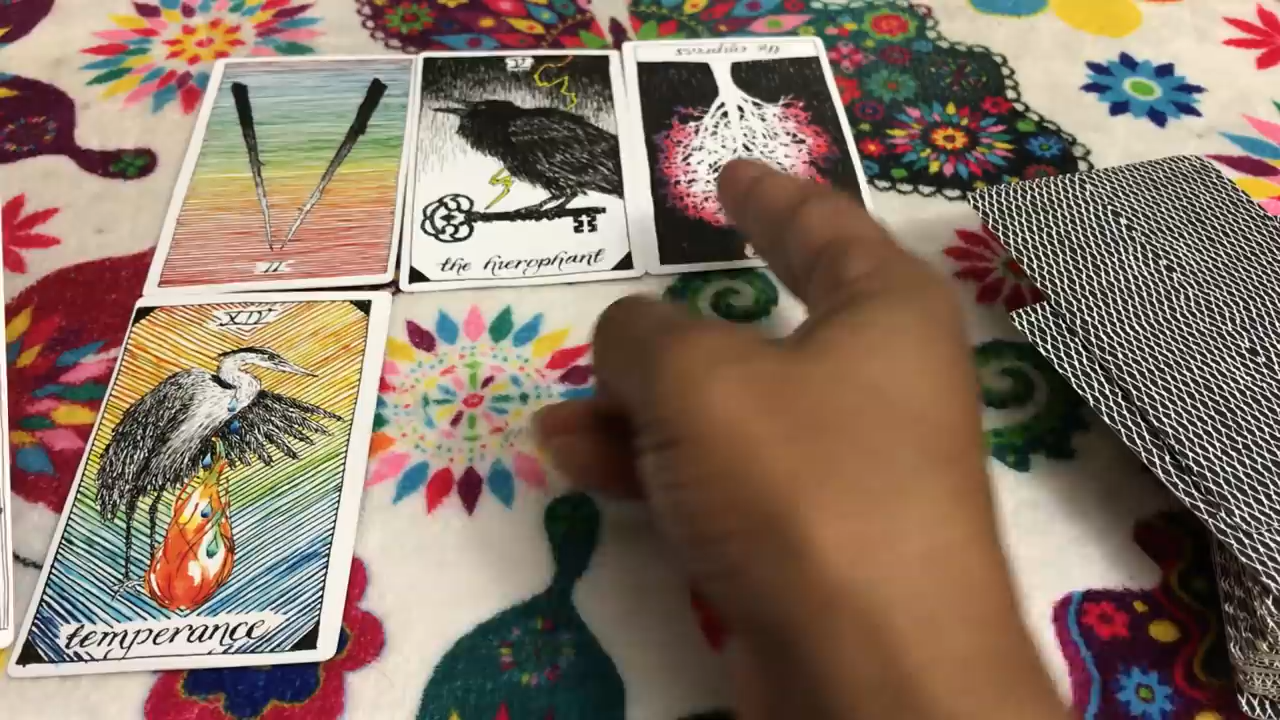 II
V
the hierophant
the empress
XIV
temperance